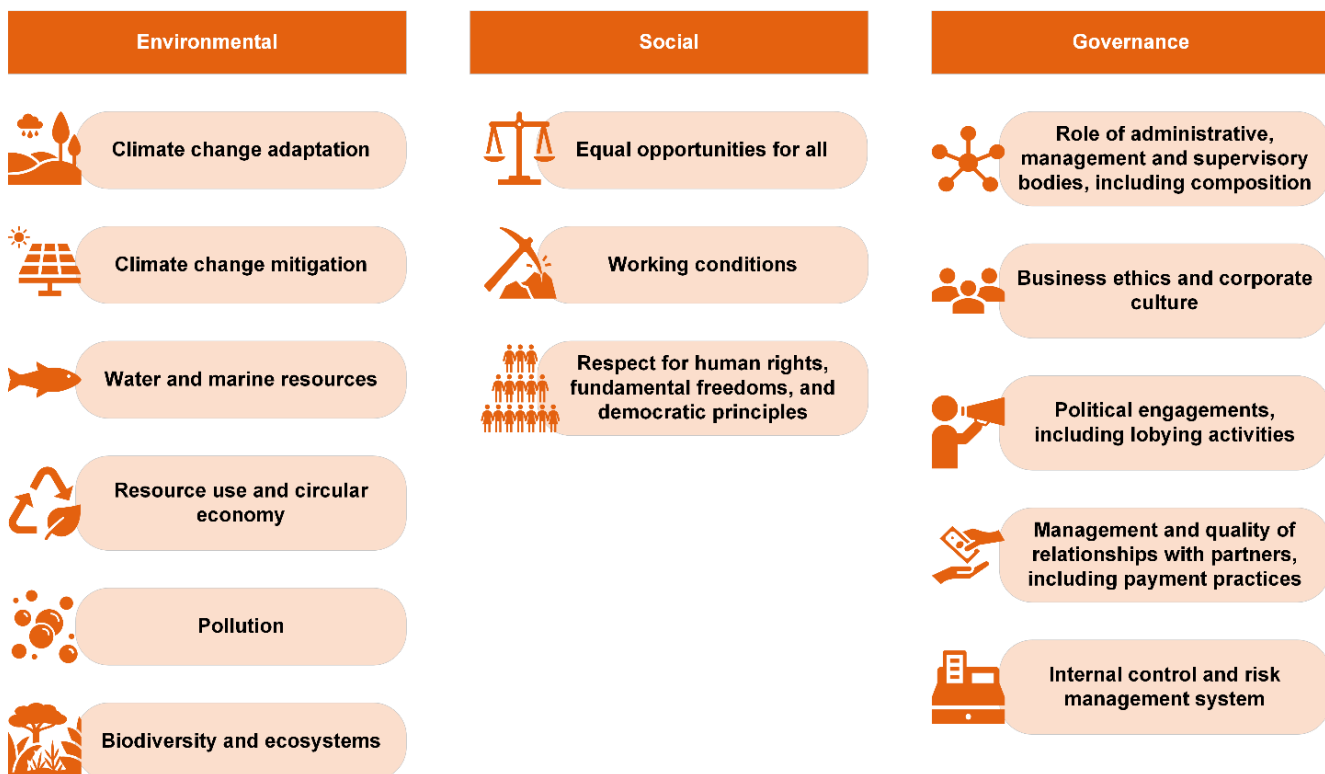 Environmental
Climate change adaptation
Climate change mitigation
Water and marine resources
Resource use and circular
economy
Pollution
Biodiversity and ecosystems
Social
Equal opportunities for all
Working conditions
Respect for human rights,
fundamental freedoms, and
democratic principles
Governance
Role of administrative,
management and supervisory
bodies, including composition
Business ethics and corporate
culture
Political engagements,
including lobying activities
Management and quality of
relationships with partners,
including payment practices
Internal control and risk
management system